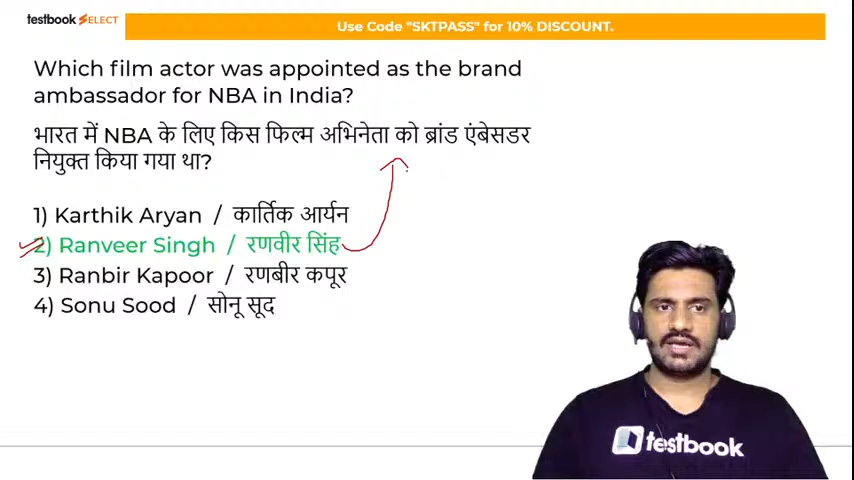 testbook SELECT
Use Code "SKTPASS" for 10% DISCOUNT.
Which film actor was appointed as the brand
ambassador for NBA in India?
भारत में NBA के लिए किस फिल्म अभिनेता को ब्रांड एंबेसडर
नियुक्त किया गया था?
1) Karthik Aryan / कार्तिक आर्यन
2) Ranveer Singh / रणवीर सिंह
3) Ranbir Kapoor / रणबीर कपूर
4) Sonu Sood / सोनू सूद
testbook